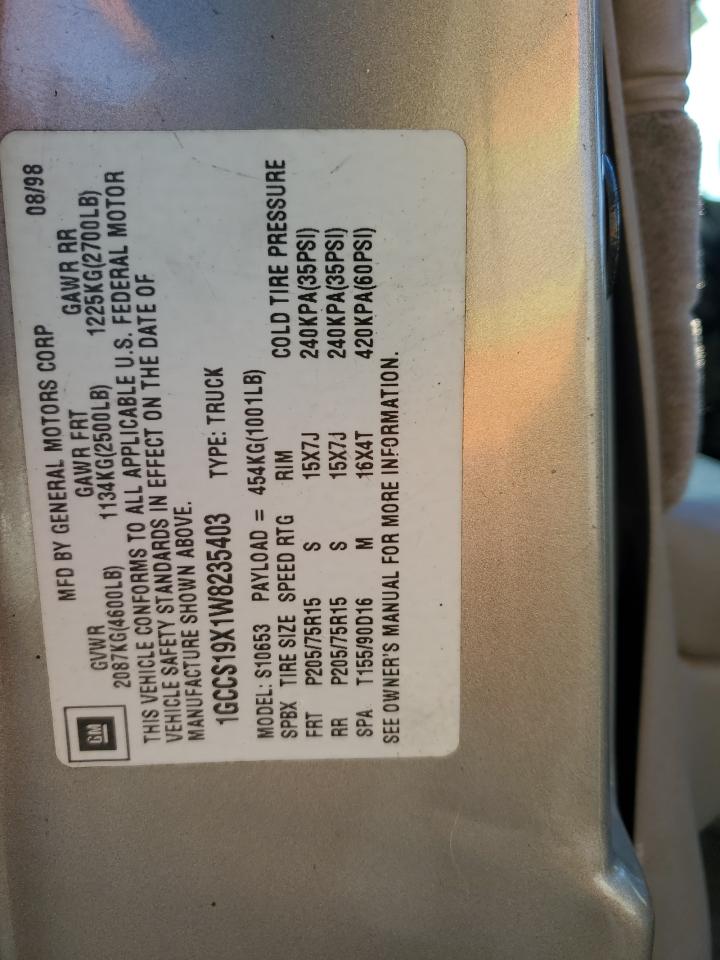 GM
MFD BY GENERAL MOTORS CORP 08/98
GVWR GAWR FRT GAWR RR
2087KG(4600LB) 1134KG(2500LB) 1225KG(2700LB)
THIS VEHICLE CONFORMS TO ALL APPLICABLE U.S. FEDERAL MOTOR
VEHICLE SAFETY STANDARDS IN EFFECT ON THE DATE OF
MANUFACTURE SHOWN ABOVE.
1GCCS19X1W8235403 TYPE: TRUCK
MODEL: S10653 PAYLOAD = 454KG(1001LB)
SPBX TIRE SIZE SPEED RTG RIM COLD TIRE PRESSURE
FRT P205/75R15 S 15X7J 240KPA(35PSI)
RR P205/75R15 S 15X7J 240KPA(35PSI)
SPA T155/90D16 M 16X4T 420KPA(60PSI)
SEE OWNER'S MANUAL FOR MORE INFORMATION.